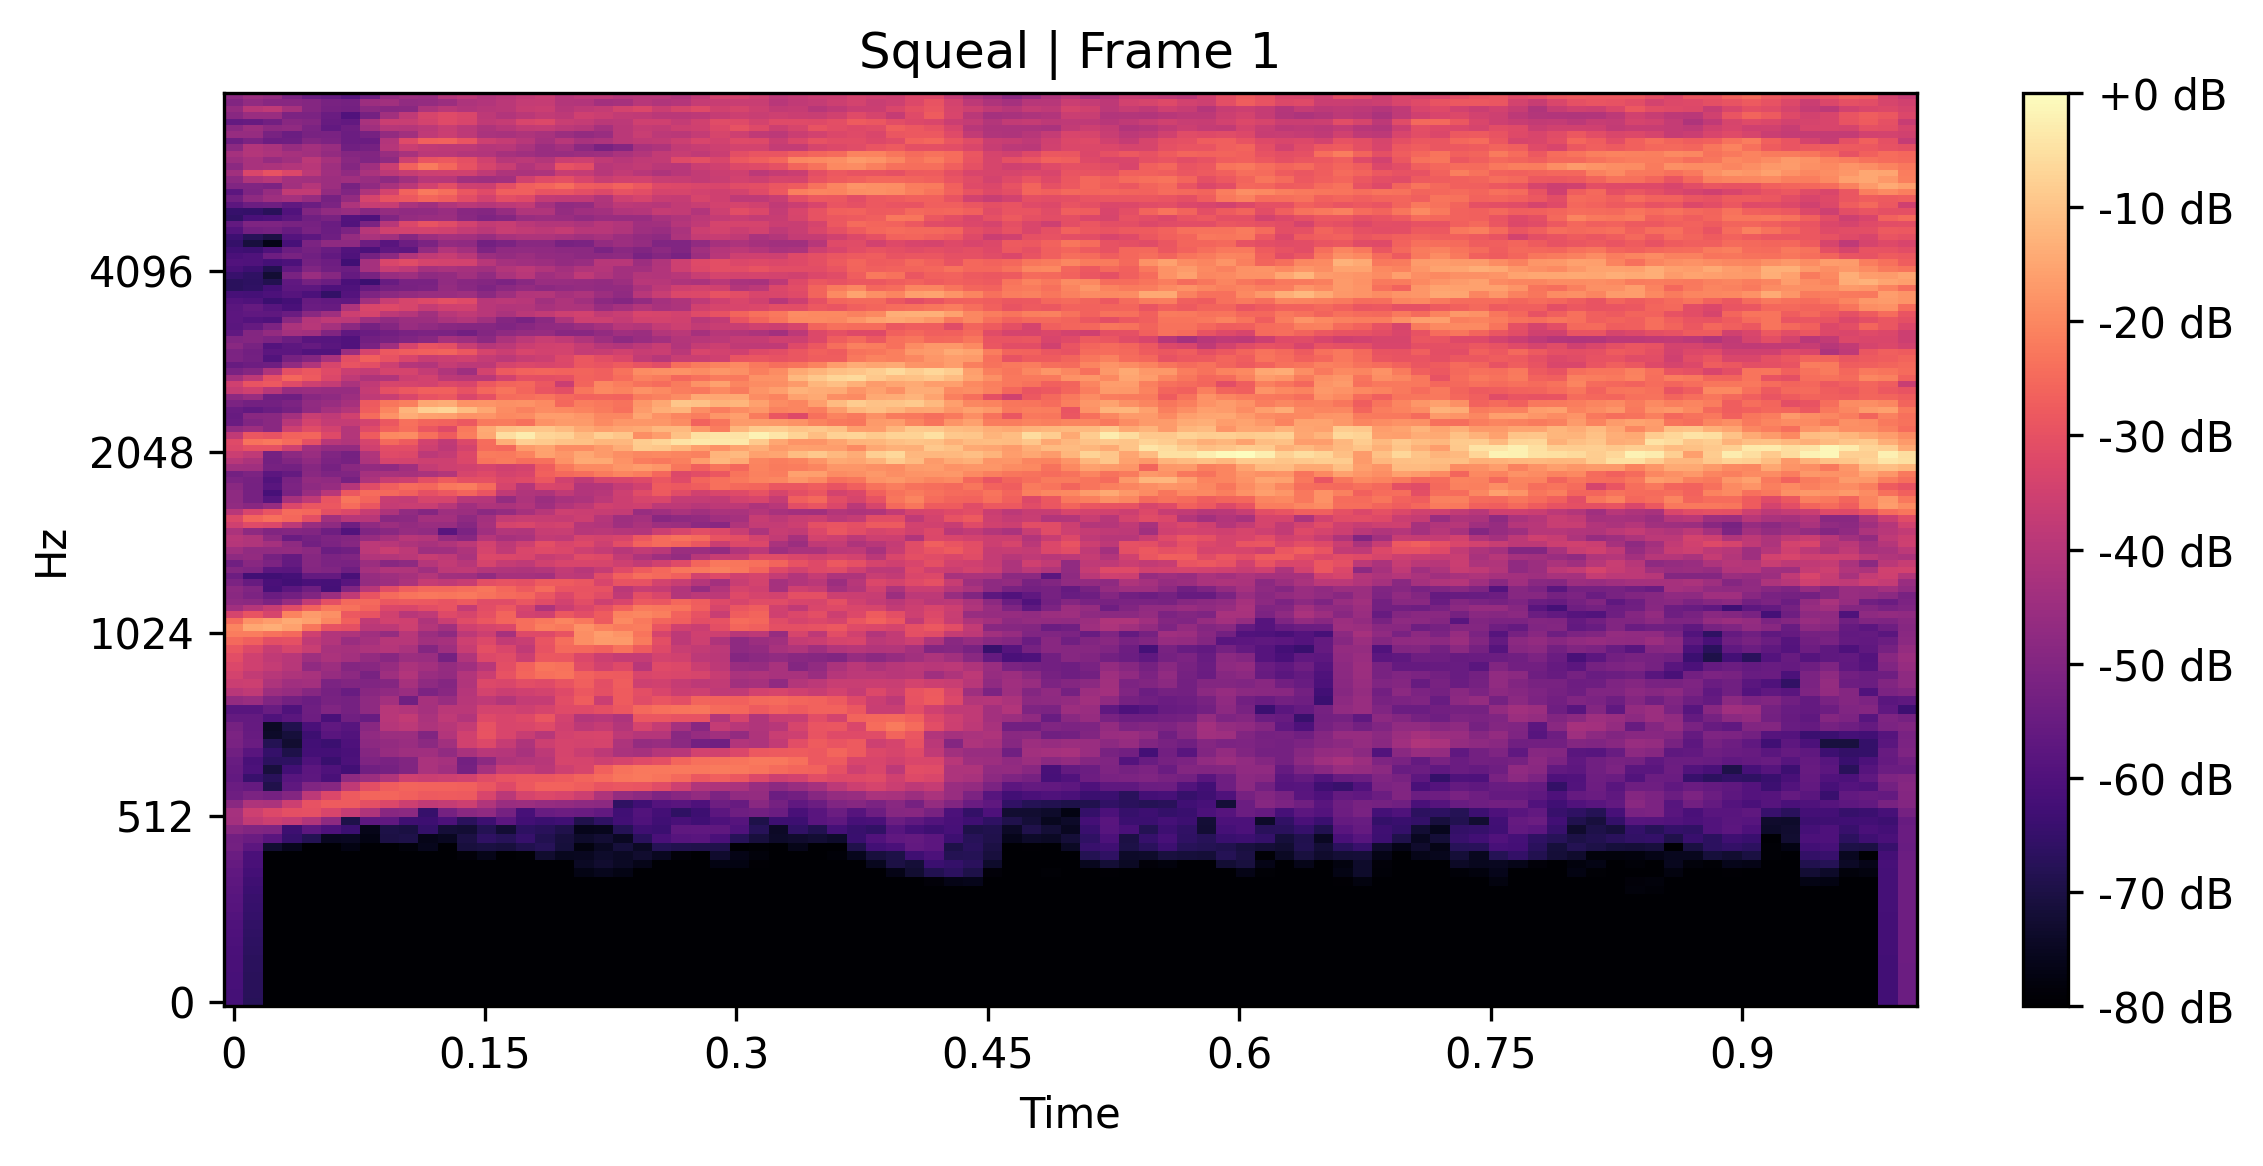 Squeal | Frame 1
Hz
4096
2048
1024
512
0
0 0.15 0.3 0.45 0.6 0.75 0.9
Time
+0 dB
-10 dB
-20 dB
-30 dB
-40 dB
-50 dB
-60 dB
-70 dB
-80 dB